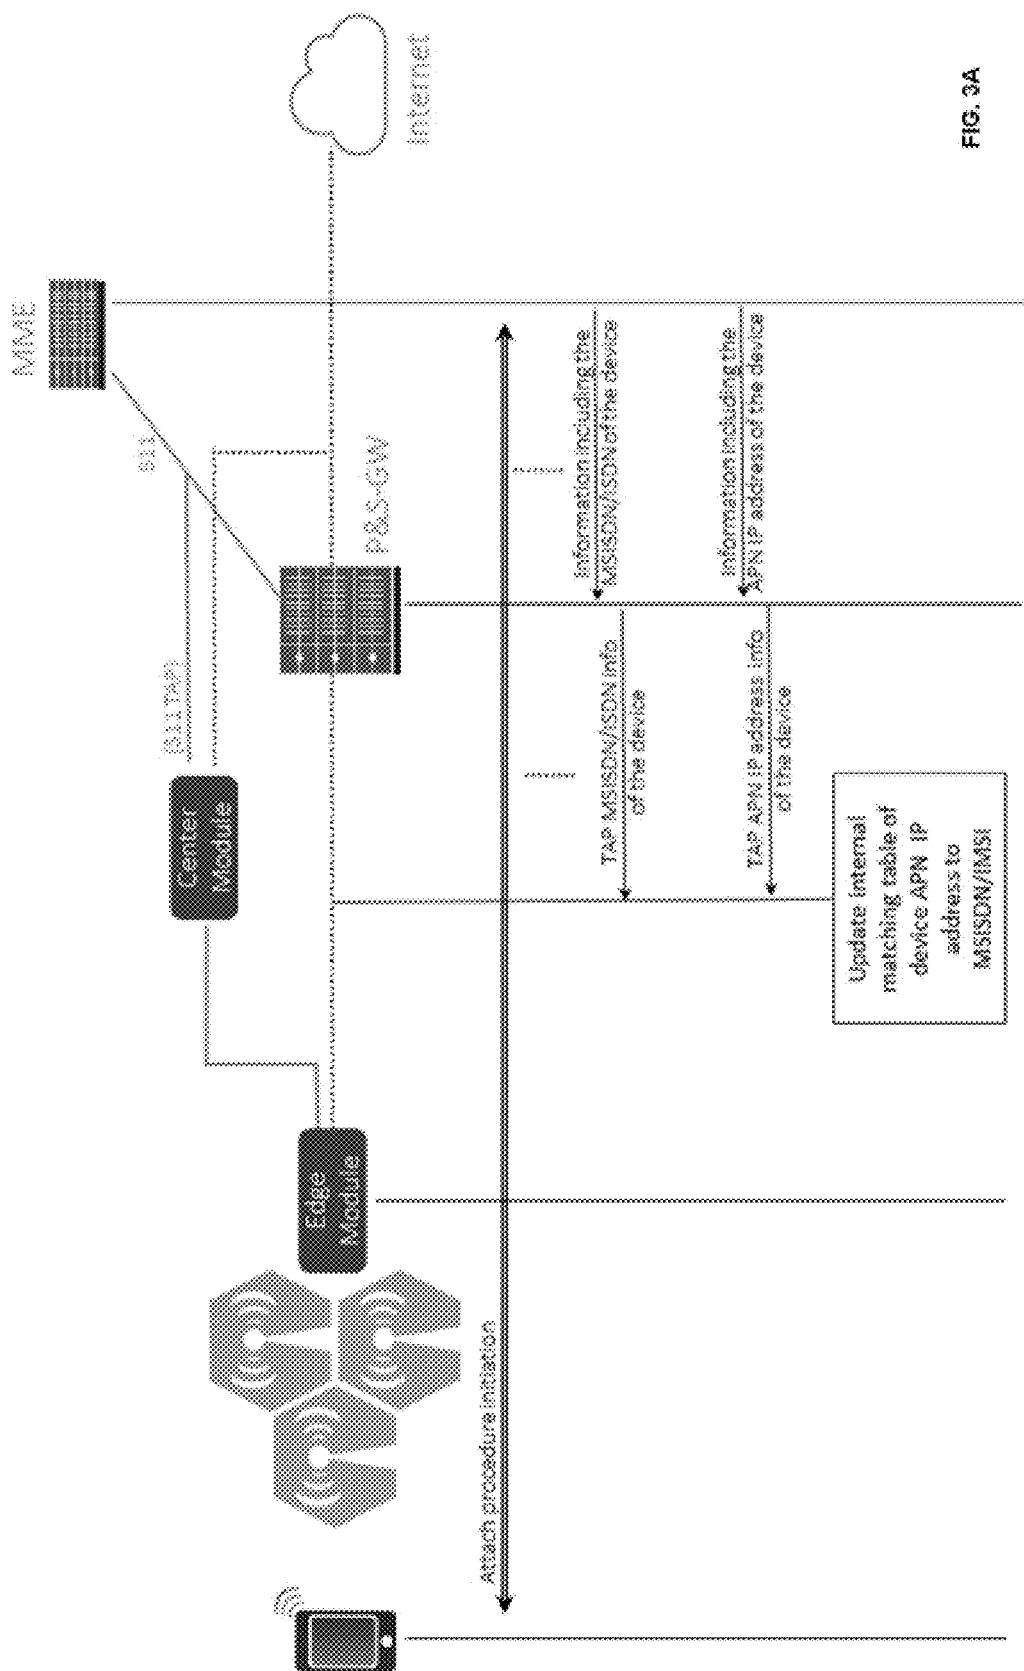 MME
S11
(S11 TAP)
Center
Module
P&S-GW
Internet
Edge
Module
Attach procedure initiation
Information including the
MSISDN/ISDN of the device
TAP MSISDN/ISDN info
of the device
Information including the
APN IP address of the device
TAP APN IP address info
of the device
Update internal
matching table of
device APN IP
address to
MSISDN/IMSI
FIG. 3A